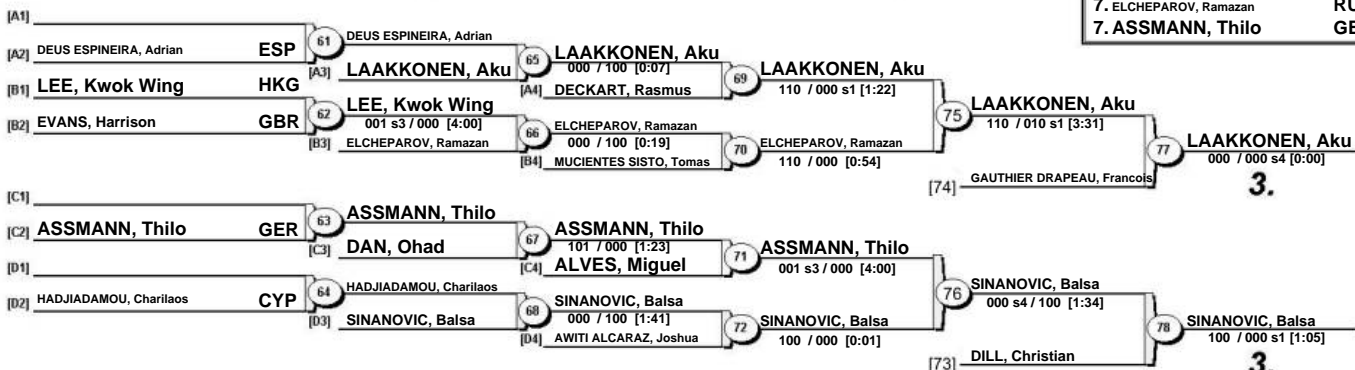 7. ELCHEPAROV, Ramazan
7. ASSMANN, Thilo
[A1]
[A2] DEUS ESPINEIRA, Adrian ESP
61 DEUS ESPINEIRA, Adrian
[A3] LAAKKONEN, Aku
65 LAAKKONEN, Aku
000 / 100 [0:07]
[A4] DECKART, Rasmus
69 LAAKKONEN, Aku
110 / 000 s1 [1:22]
[B1] LEE, Kwok Wing HKG
[B2] EVANS, Harrison GBR
62 LEE, Kwok Wing
001 s3 / 000 [4:00]
[B3] ELCHEPAROV, Ramazan
66 ELCHEPAROV, Ramazan
000 / 100 [0:19]
[B4] MUCIENTES SISTO, Tomas
70 ELCHEPAROV, Ramazan
110 / 000 [0:54]
75 LAAKKONEN, Aku
110 / 010 s1 [3:31]
[74] GAUTHIER DRAPEAU, Francois
77 LAAKKONEN, Aku
000 / 000 s4 [0:00]
3.
[C1]
[C2] ASSMANN, Thilo GER
63 ASSMANN, Thilo
[C3] DAN, Ohad
67 ASSMANN, Thilo
101 / 000 [1:23]
[C4] ALVES, Miguel
71 ASSMANN, Thilo
001 s3 / 000 [4:00]
[D1]
[D2] HADJIADAMOU, Charilaos CYP
64 HADJIADAMOU, Charilaos
[D3] SINANOVIC, Balsa
68 SINANOVIC, Balsa
000 / 100 [1:41]
[D4] AWITI ALCARAZ, Joshua
72 SINANOVIC, Balsa
100 / 000 [0:01]
76 SINANOVIC, Balsa
000 s4 / 100 [1:34]
[73] DILL, Christian
78 SINANOVIC, Balsa
100 / 000 s1 [1:05]
3.